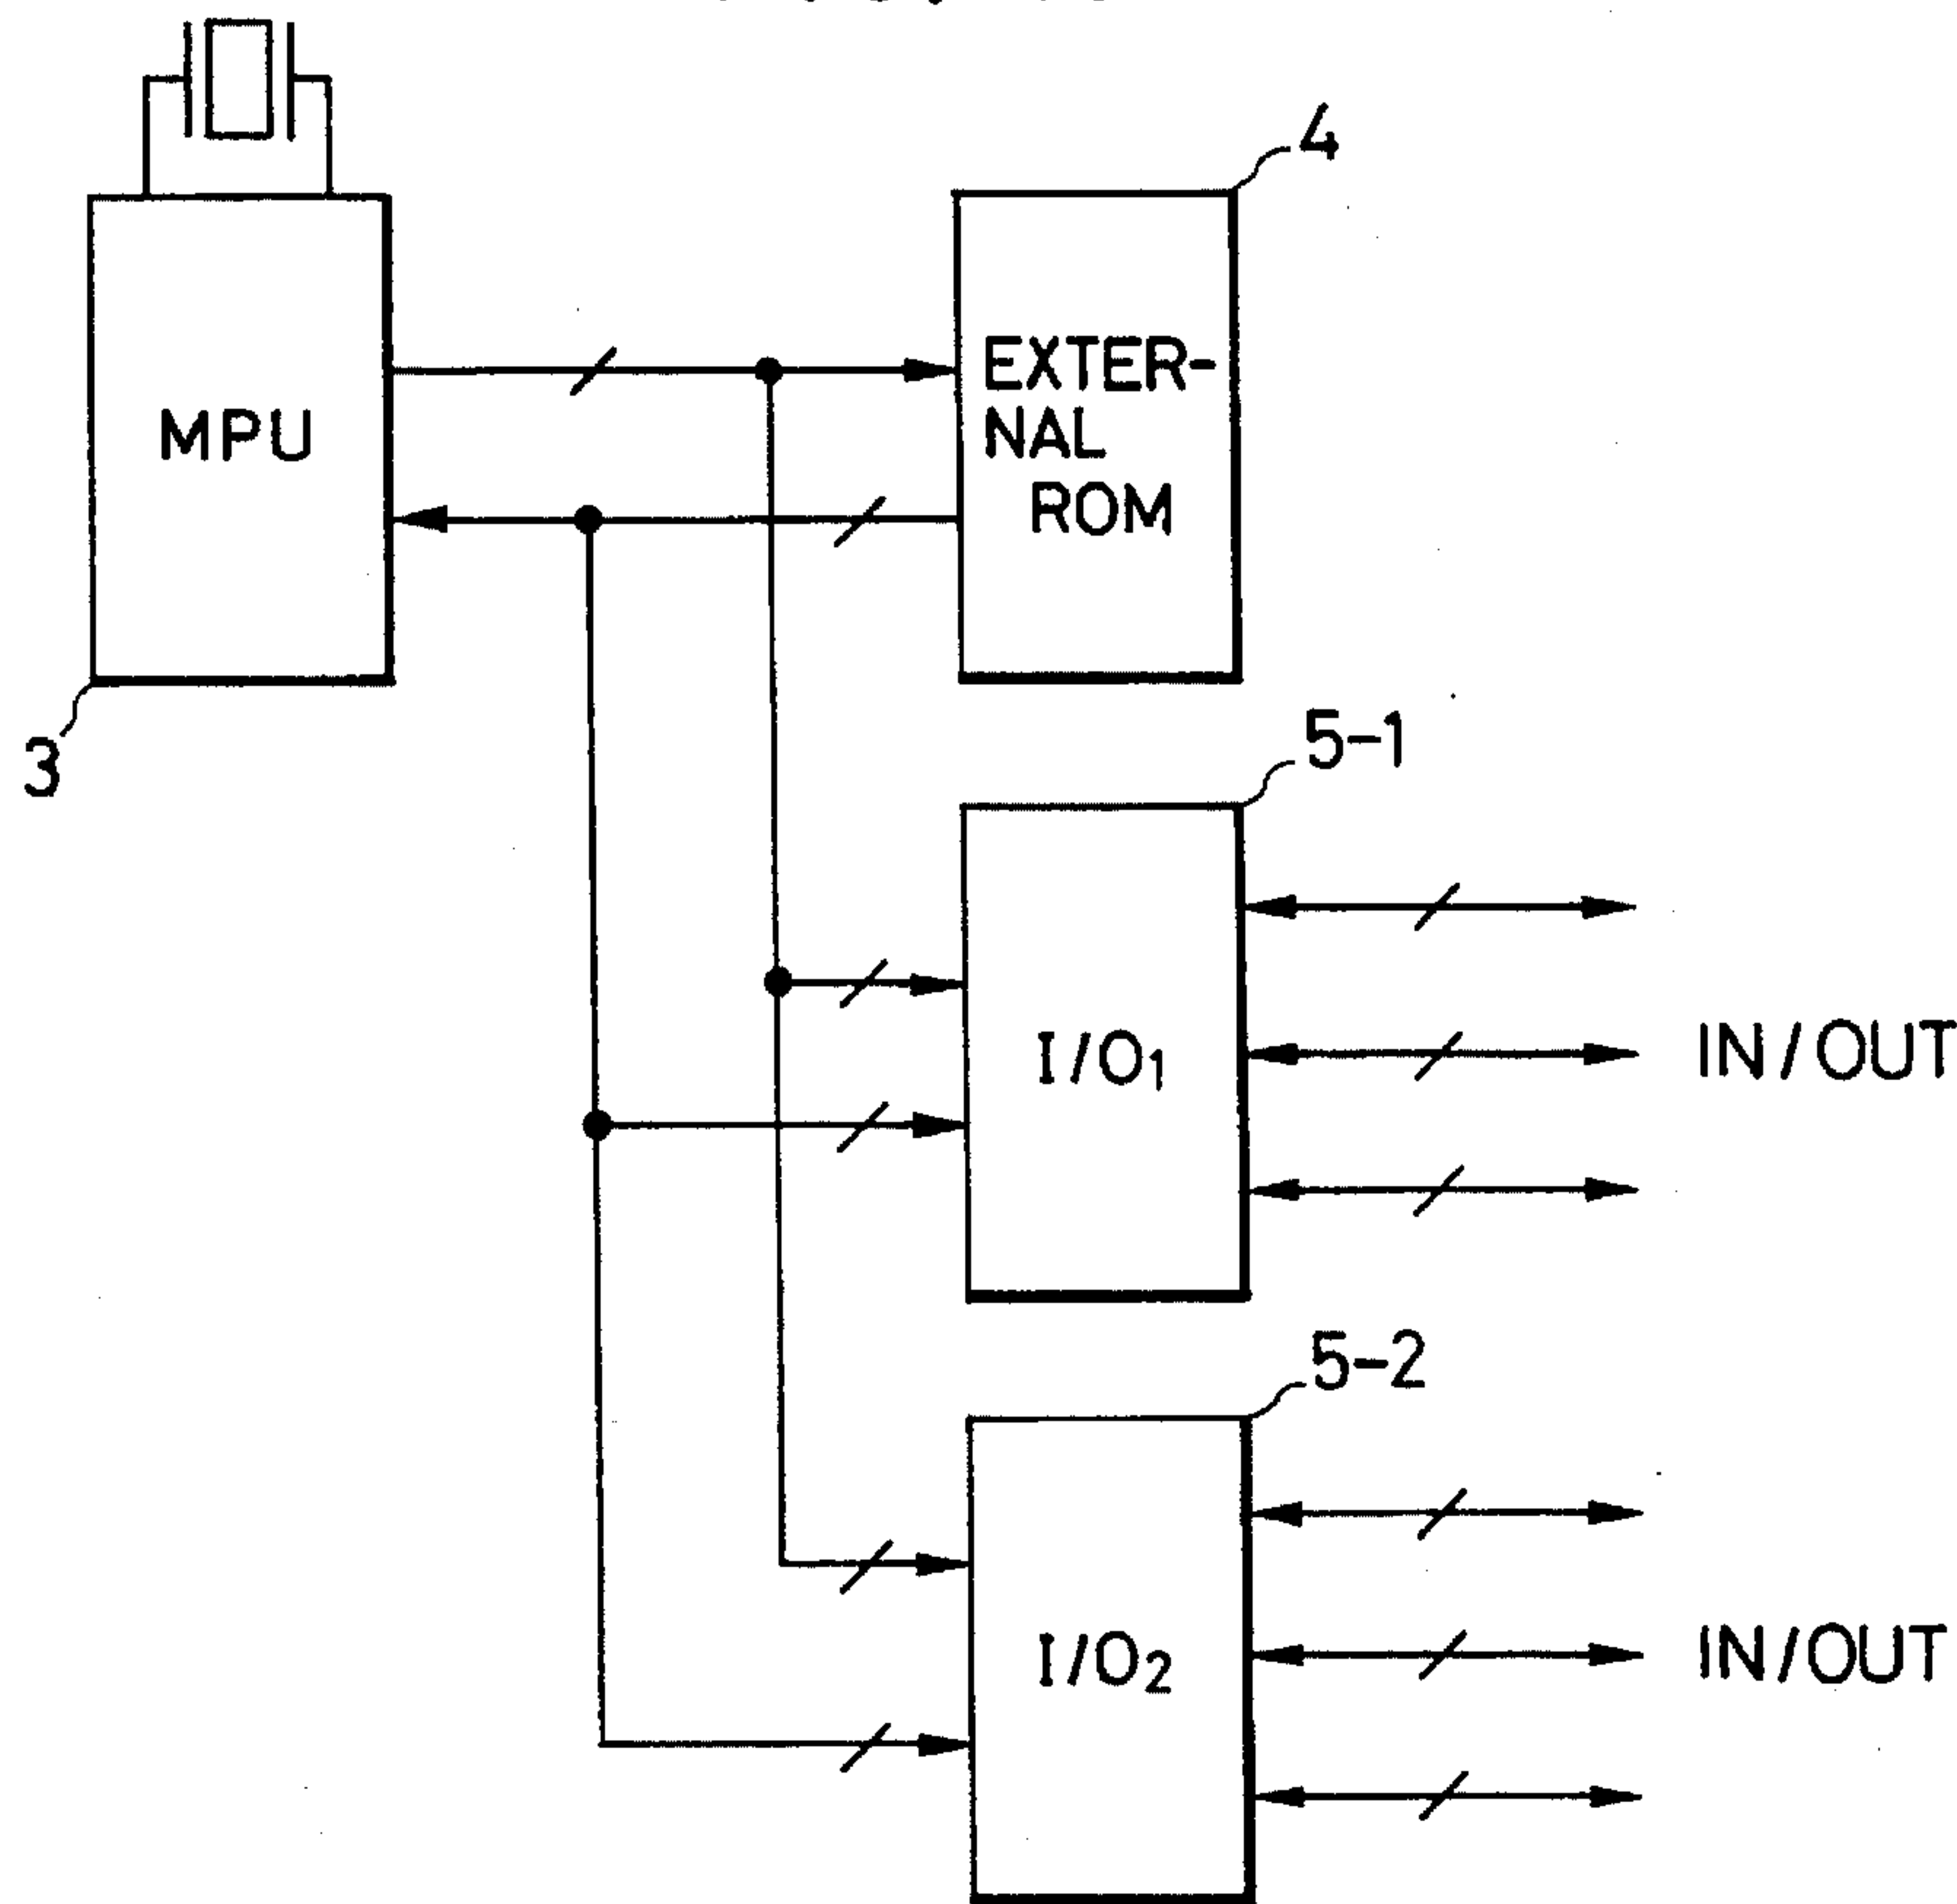 4
EXTER-
NAL
ROM
MPU
3
5-1
I/O1
IN/OUT
5-2
I/O2
IN/OUT